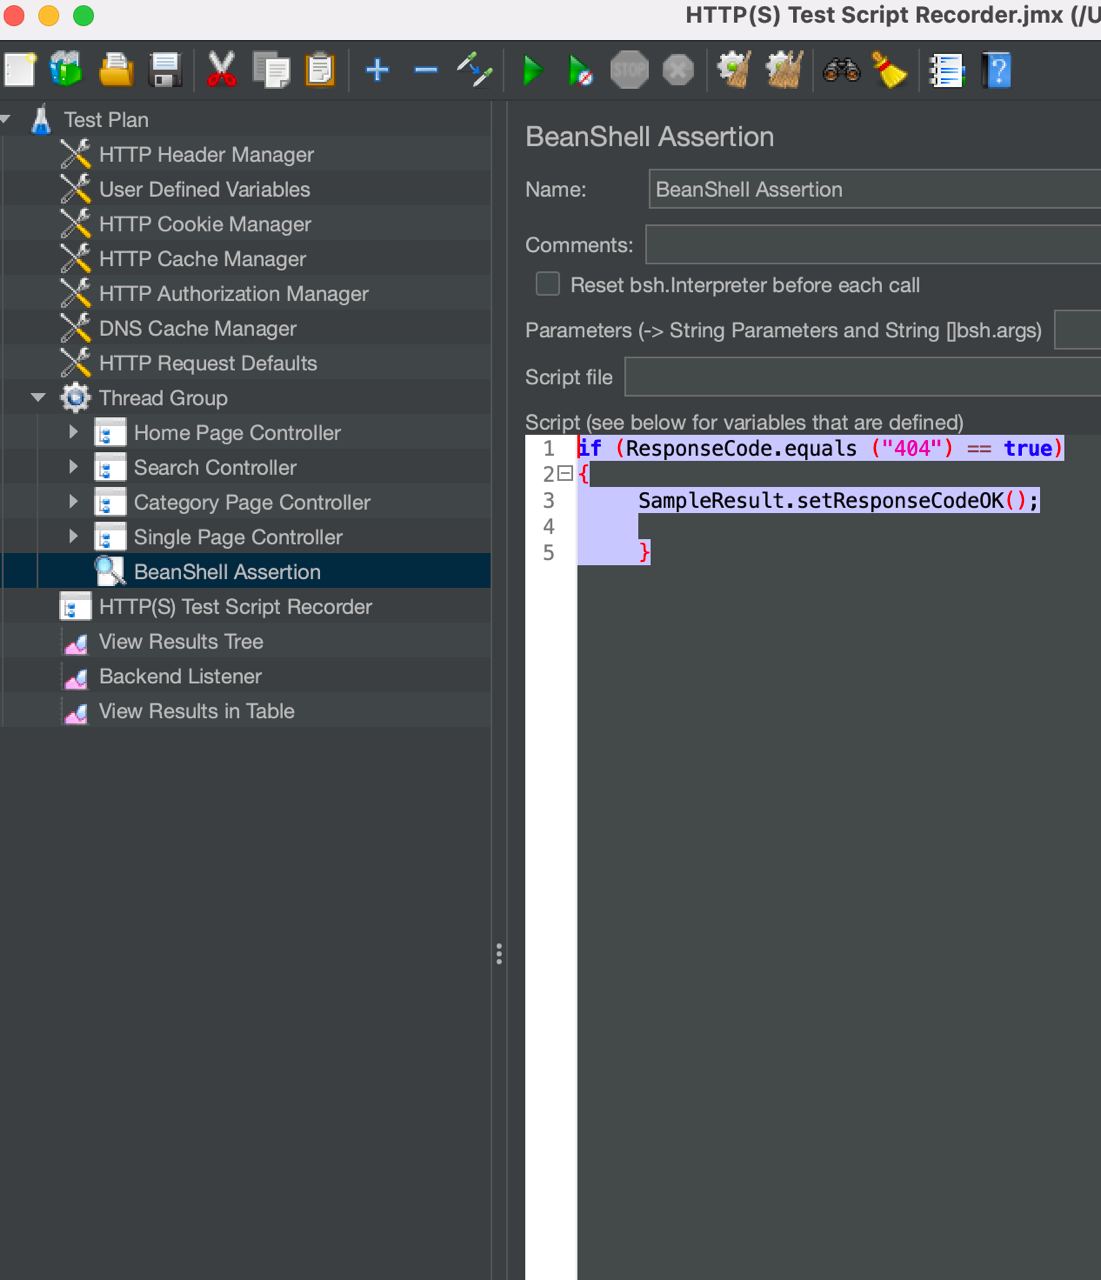 HTTP(S) Test Script Recorder.jmx (/U
STOP
?
Test Plan
HTTP Header Manager
User Defined Variables
HTTP Cookie Manager
HTTP Cache Manager
HTTP Authorization Manager
DNS Cache Manager
HTTP Request Defaults
Thread Group
Home Page Controller
Search Controller
Category Page Controller
Single Page Controller
BeanShell Assertion
HTTP(S) Test Script Recorder
View Results Tree
Backend Listener
View Results in Table
BeanShell Assertion
Name: BeanShell Assertion
Comments:
Reset bsh.Interpreter before each call
Parameters (-> String Parameters and String []bsh.args)
Script file
Script (see below for variables that are defined)
1 if (ResponseCode.equals ("404") == true)
2 {
3 SampleResult.setResponseCodeOK();
4
5 }